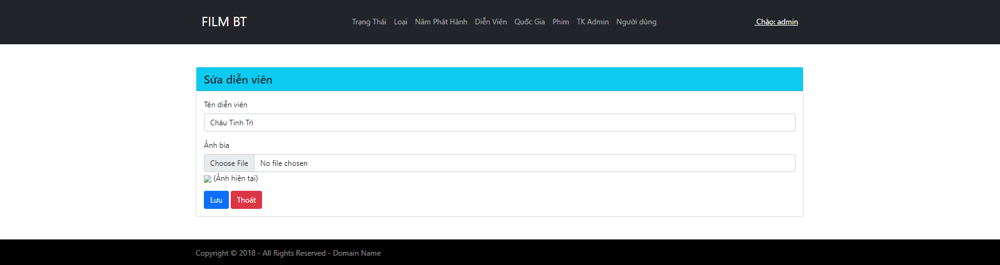 FILM BT
Trạng Thái Loại Năm Phát Hành Diễn Viên Quốc Gia Phim TK Admin Người dùng
Chào: admin
Sửa diễn viên
Tên diễn viên
Châu Tinh Trì
Ảnh bìa
Choose File No file chosen
(Ảnh hiện tại)
Lưu Thoát
Copyright © 2018 - All Rights Reserved - Domain Name